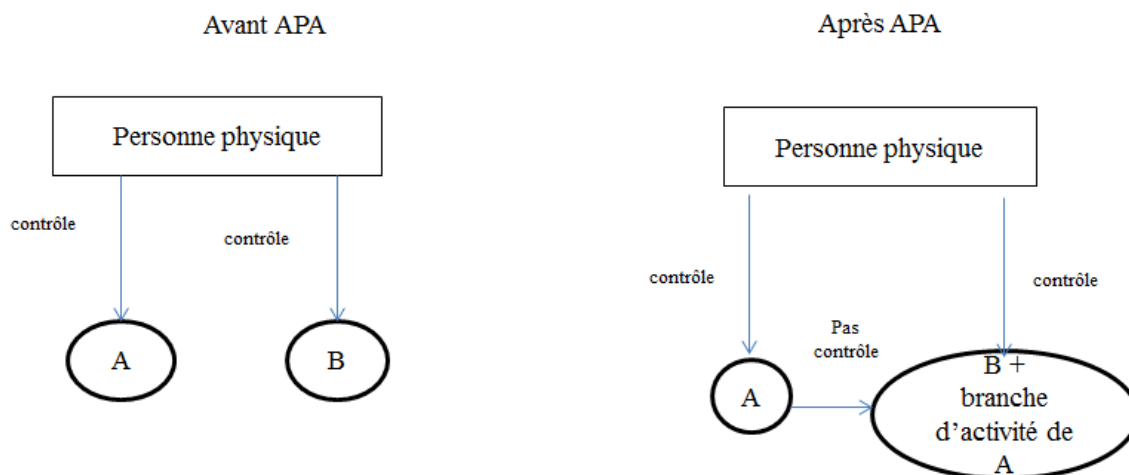 Avant APA
Personne physique
contrôle
contrôle
A
B
Après APA
Personne physique
contrôle
contrôle
Pas
contrôle
A
B +
branche
d'activité de
A